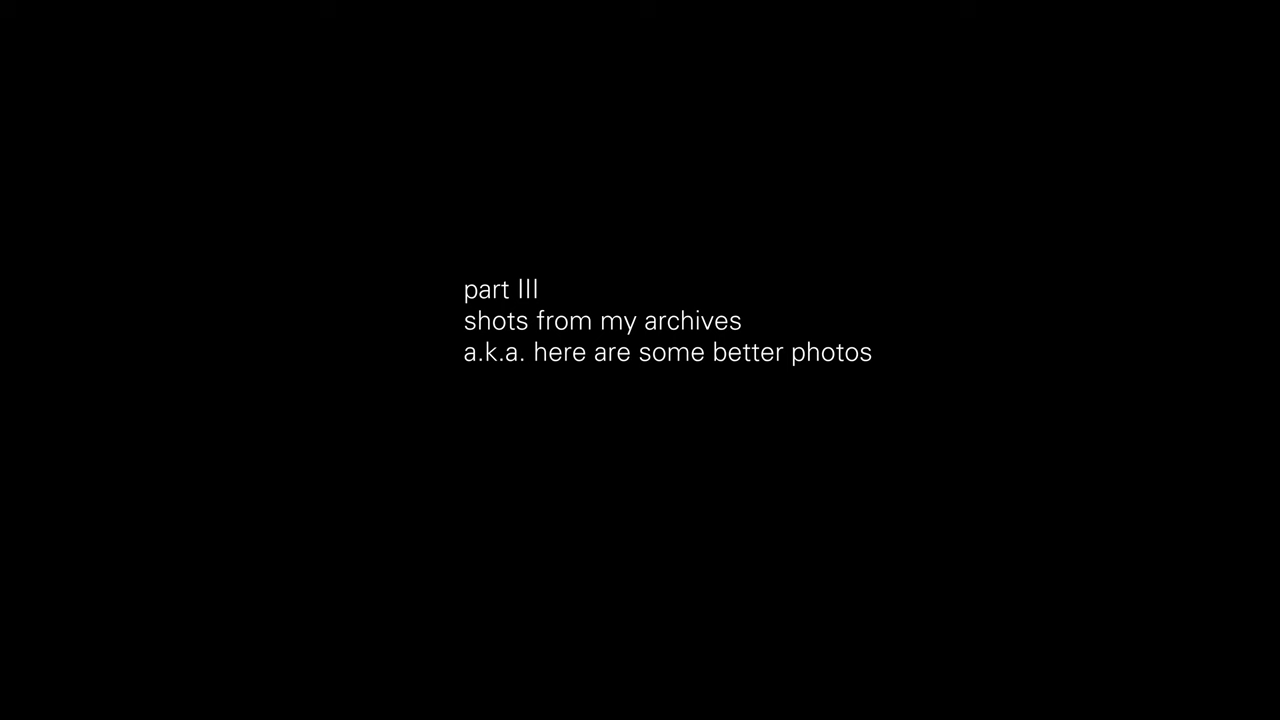 part III
shots from my archives
a.k.a. here are some better photos